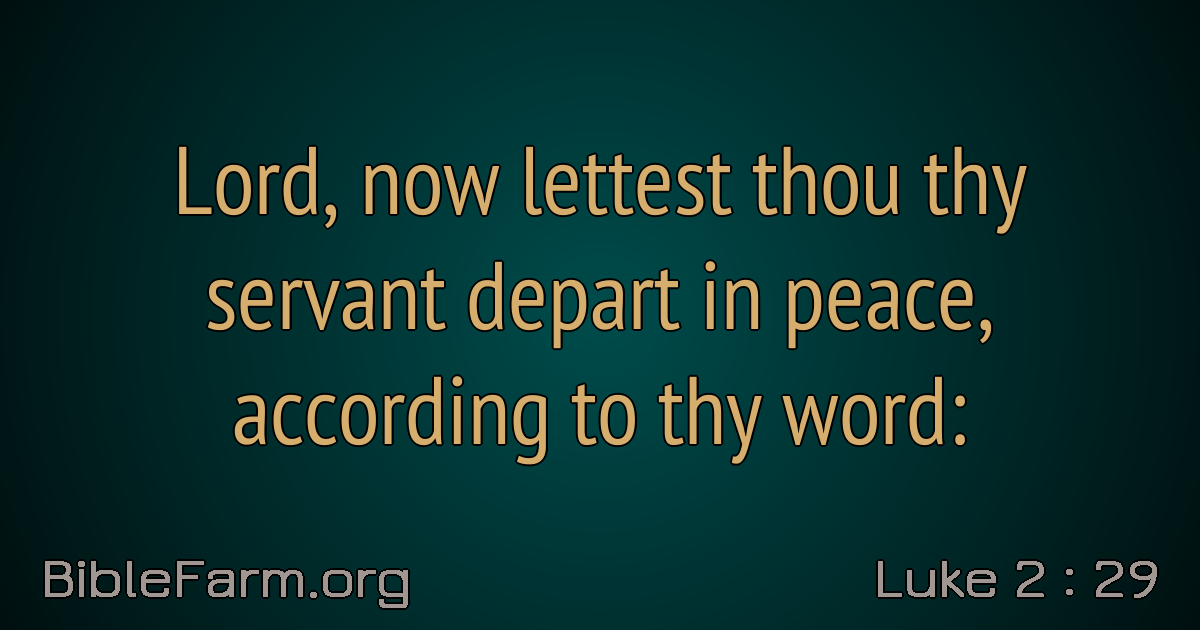 Lord, now lettest thou thy
servant depart in peace,
according to thy word:
BibleFarm.org
Luke 2 : 29